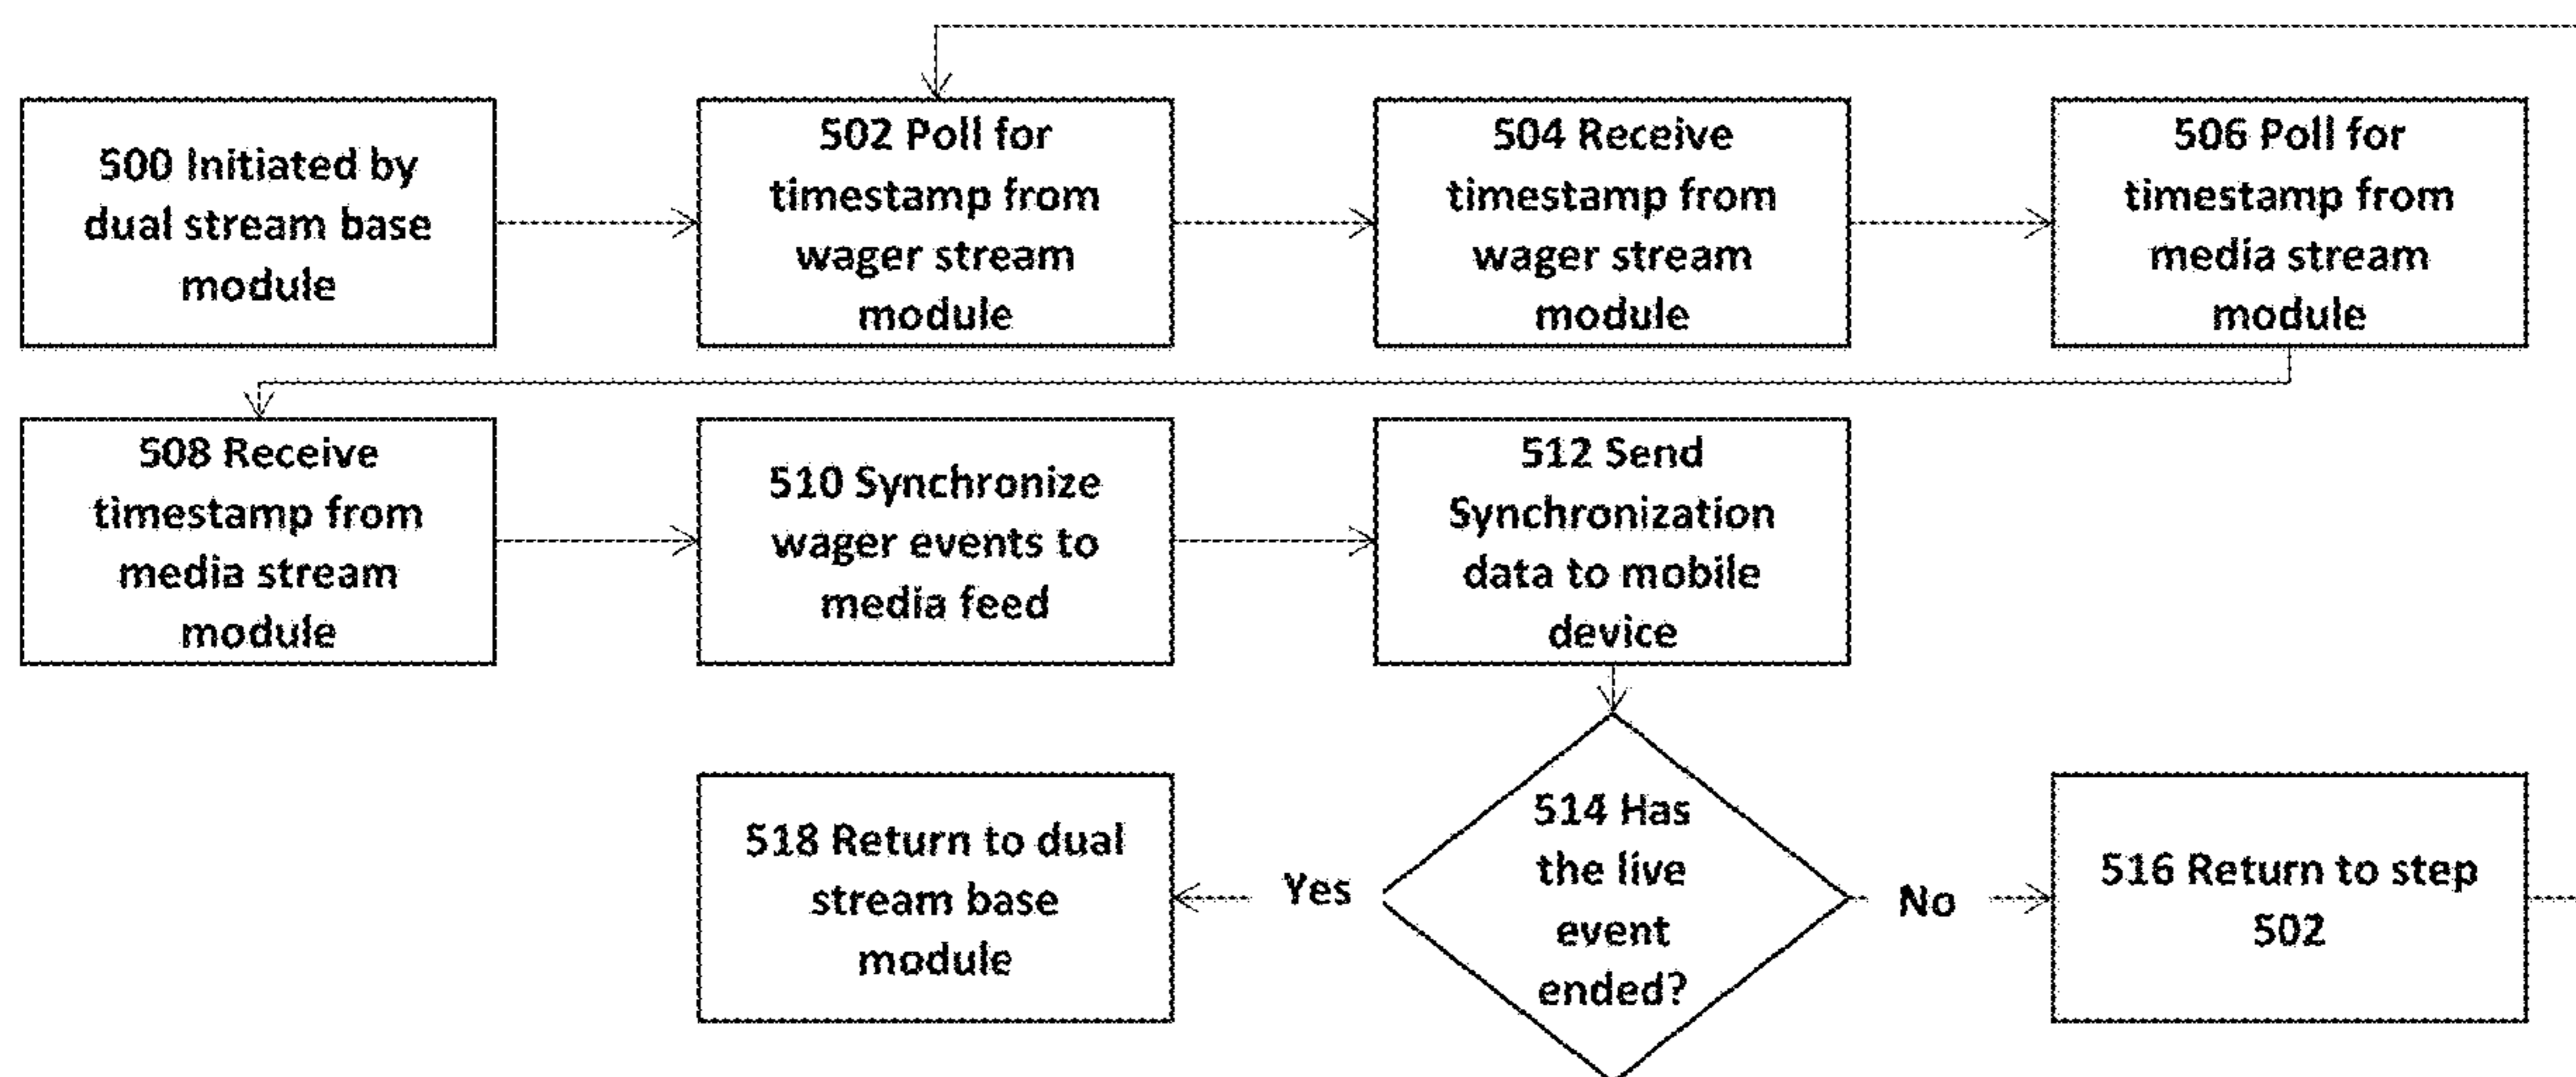 500 Initiated by
dual stream base
module
502 Poll for
timestamp from
wager stream
module
504 Receive
timestamp from
wager stream
module
506 Poll for
timestamp from
media stream
module
508 Receive
timestamp from
media stream
module
510 Synchronize
wager events to
media feed
512 Send
Synchronization
data to mobile
device
518 Return to dual
stream base
module
Yes
514 Has
the live
event
ended?
No
516 Return to step
502